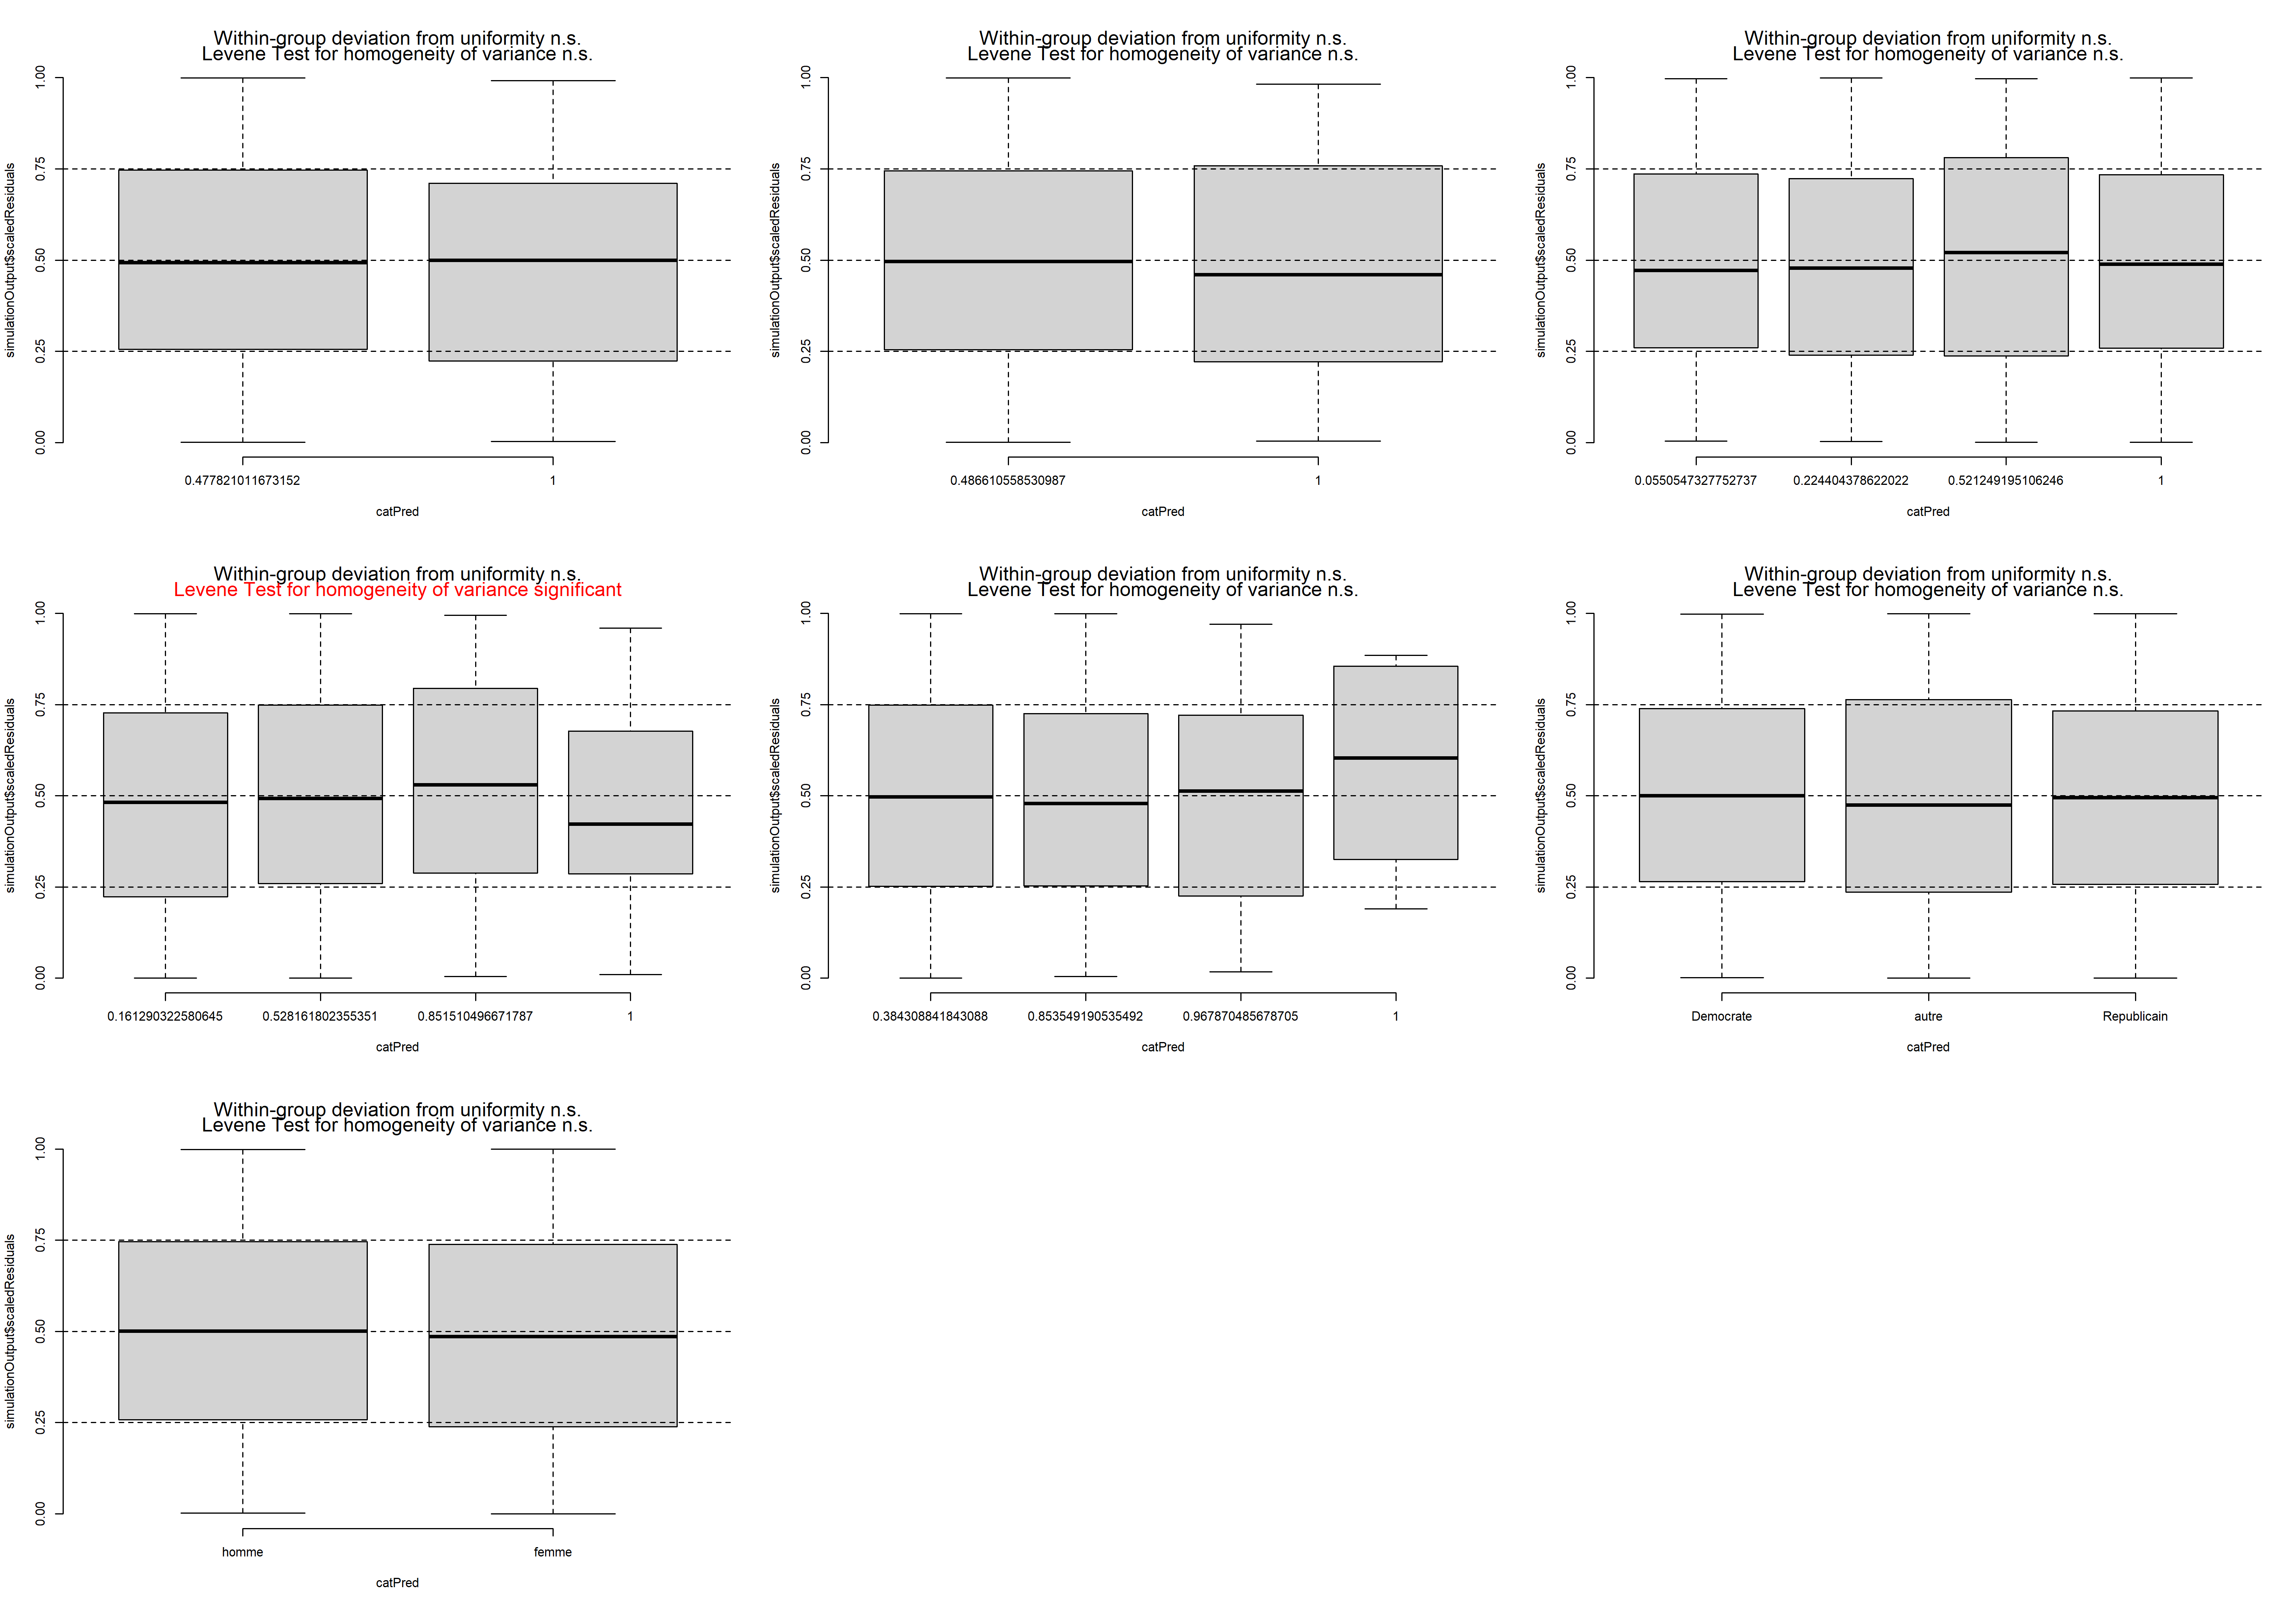 Within-group deviation from uniformity n.s.
Levene Test for homogeneity of variance n.s.
simulationOutput$scaledResiduals
1.00
0.75
0.50
0.25
0.00
0.477821011673152 1
catPred
Within-group deviation from uniformity n.s.
Levene Test for homogeneity of variance n.s.
simulationOutput$scaledResiduals
1.00
0.75
0.50
0.25
0.00
0.486610558530987 1
catPred
Within-group deviation from uniformity n.s.
Levene Test for homogeneity of variance n.s.
simulationOutput$scaledResiduals
1.00
0.75
0.50
0.25
0.00
0.0550547327752737 0.224404378622022 0.521249195106246 1
catPred
Within-group deviation from uniformity n.s.
Levene Test for homogeneity of variance significant
simulationOutput$scaledResiduals
1.00
0.75
0.50
0.25
0.00
0.161290322580645 0.528161802355351 0.851510496671787 1
catPred
Within-group deviation from uniformity n.s.
Levene Test for homogeneity of variance n.s.
simulationOutput$scaledResiduals
1.00
0.75
0.50
0.25
0.00
0.384308841843088 0.853549190535492 0.967870485678705 1
catPred
Within-group deviation from uniformity n.s.
Levene Test for homogeneity of variance n.s.
simulationOutput$scaledResiduals
1.00
0.75
0.50
0.25
0.00
Democrate autre Republicain
catPred
Within-group deviation from uniformity n.s.
Levene Test for homogeneity of variance n.s.
simulationOutput$scaledResiduals
1.00
0.75
0.50
0.25
0.00
homme femme
catPred